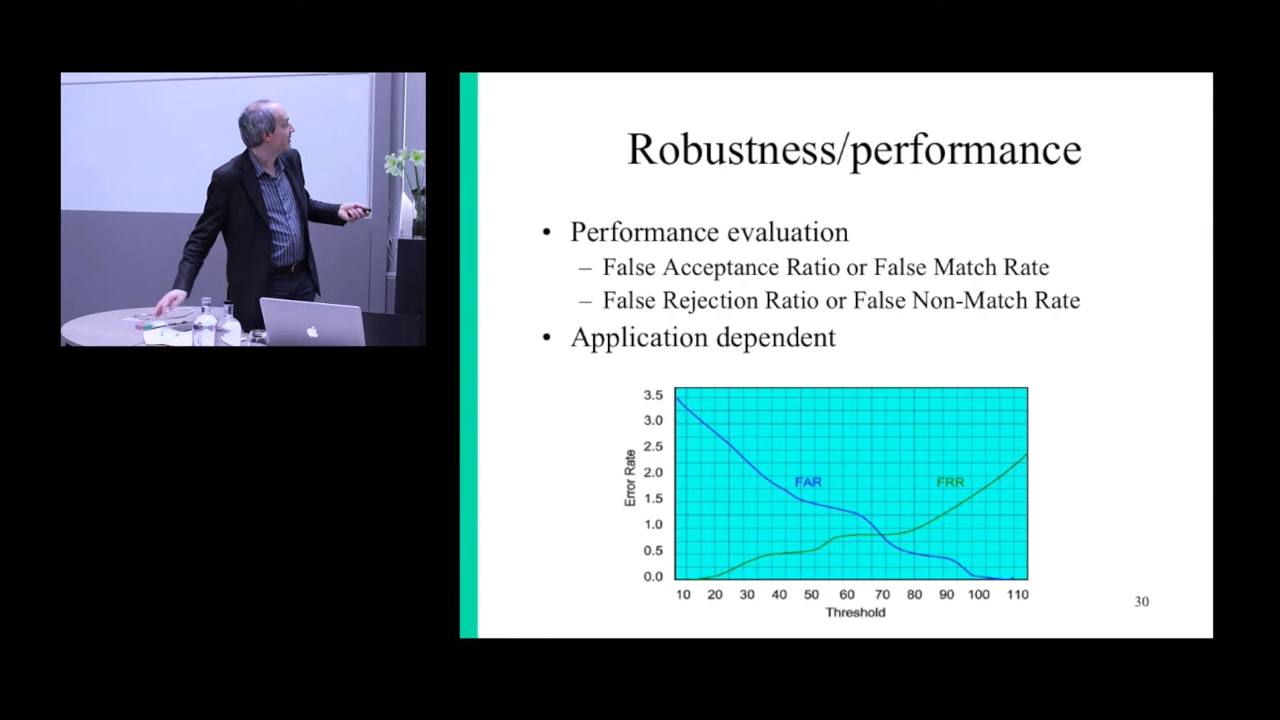 Robustness/performance
• Performance evaluation
– False Acceptance Ratio or False Match Rate
– False Rejection Ratio or False Non-Match Rate
• Application dependent
3.5
3.0
2.5
2.0
1.5
1.0
0.5
0.0
Error Rate
FAR
FRR
10 20 30 40 50 60 70 80 90 100 110
Threshold
30